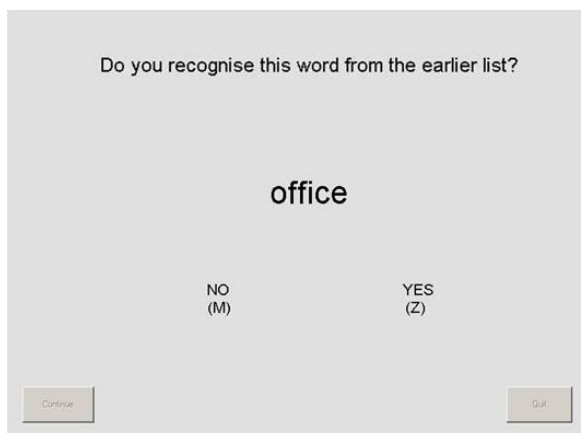 Do you recognise this word from the earlier list?
office
NO YES
(M) (Z)
Continue Quit